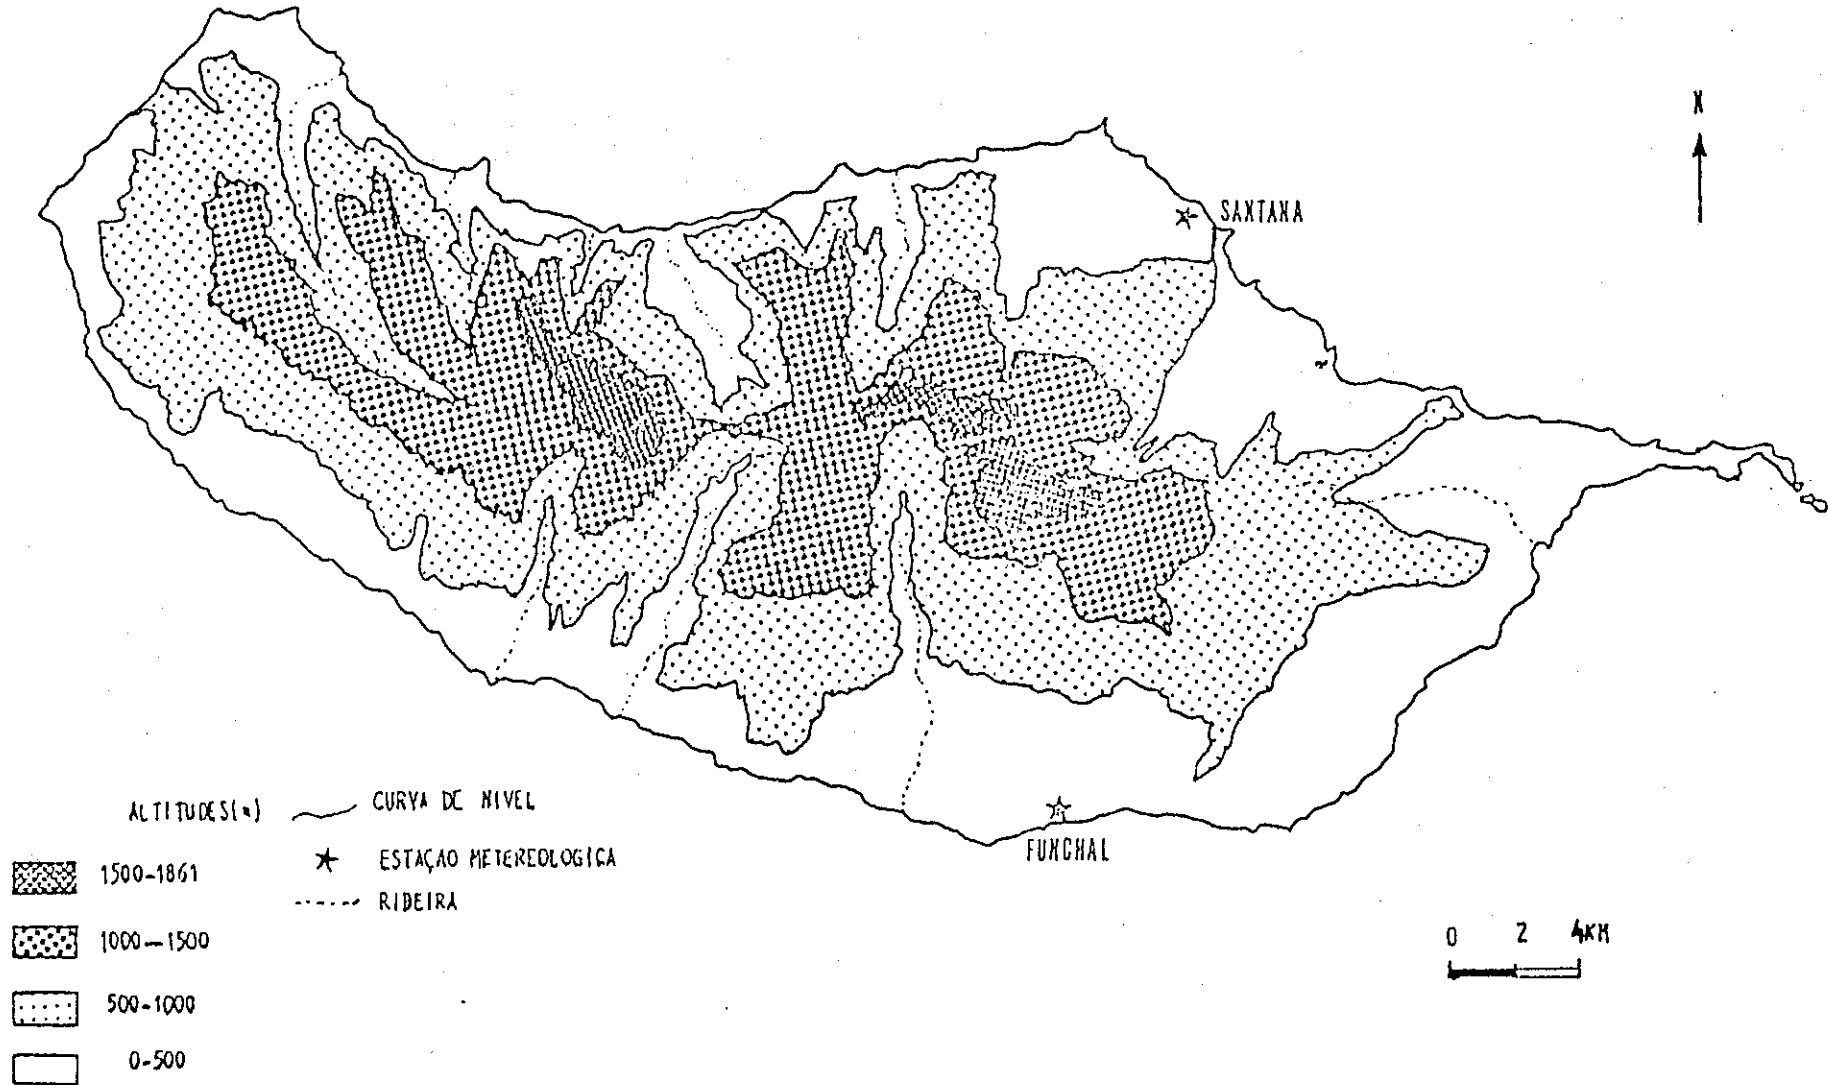 N
SANTANA
ALTITUDES(m)
CURVA DE NIVEL
ESTAÇAO METEREOLOGICA
RIBEIRA
1500-1861
1000-1500
500-1000
0-500
FUNCHAL
0 2 4KM